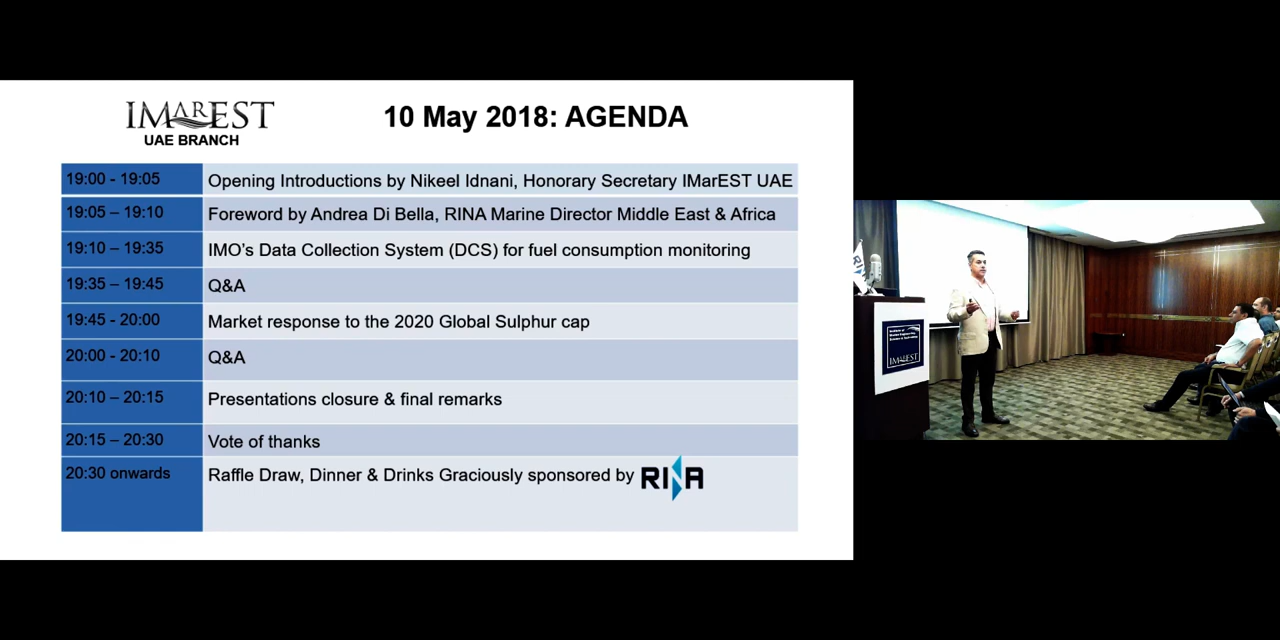 IMarEST
UAE BRANCH
10 May 2018: AGENDA
19:00 - 19:05 Opening Introductions by Nikeel Idnani, Honorary Secretary IMarEST UAE
19:05 – 19:10 Foreword by Andrea Di Bella, RINA Marine Director Middle East & Africa
19:10 – 19:35 IMO's Data Collection System (DCS) for fuel consumption monitoring
19:35 – 19:45 Q&A
19:45 - 20:00 Market response to the 2020 Global Sulphur cap
20:00 - 20:10 Q&A
20:10 – 20:15 Presentations closure & final remarks
20:15 – 20:30 Vote of thanks
20:30 onwards Raffle Draw, Dinner & Drinks Graciously sponsored by RINA
RINA
IMarEST